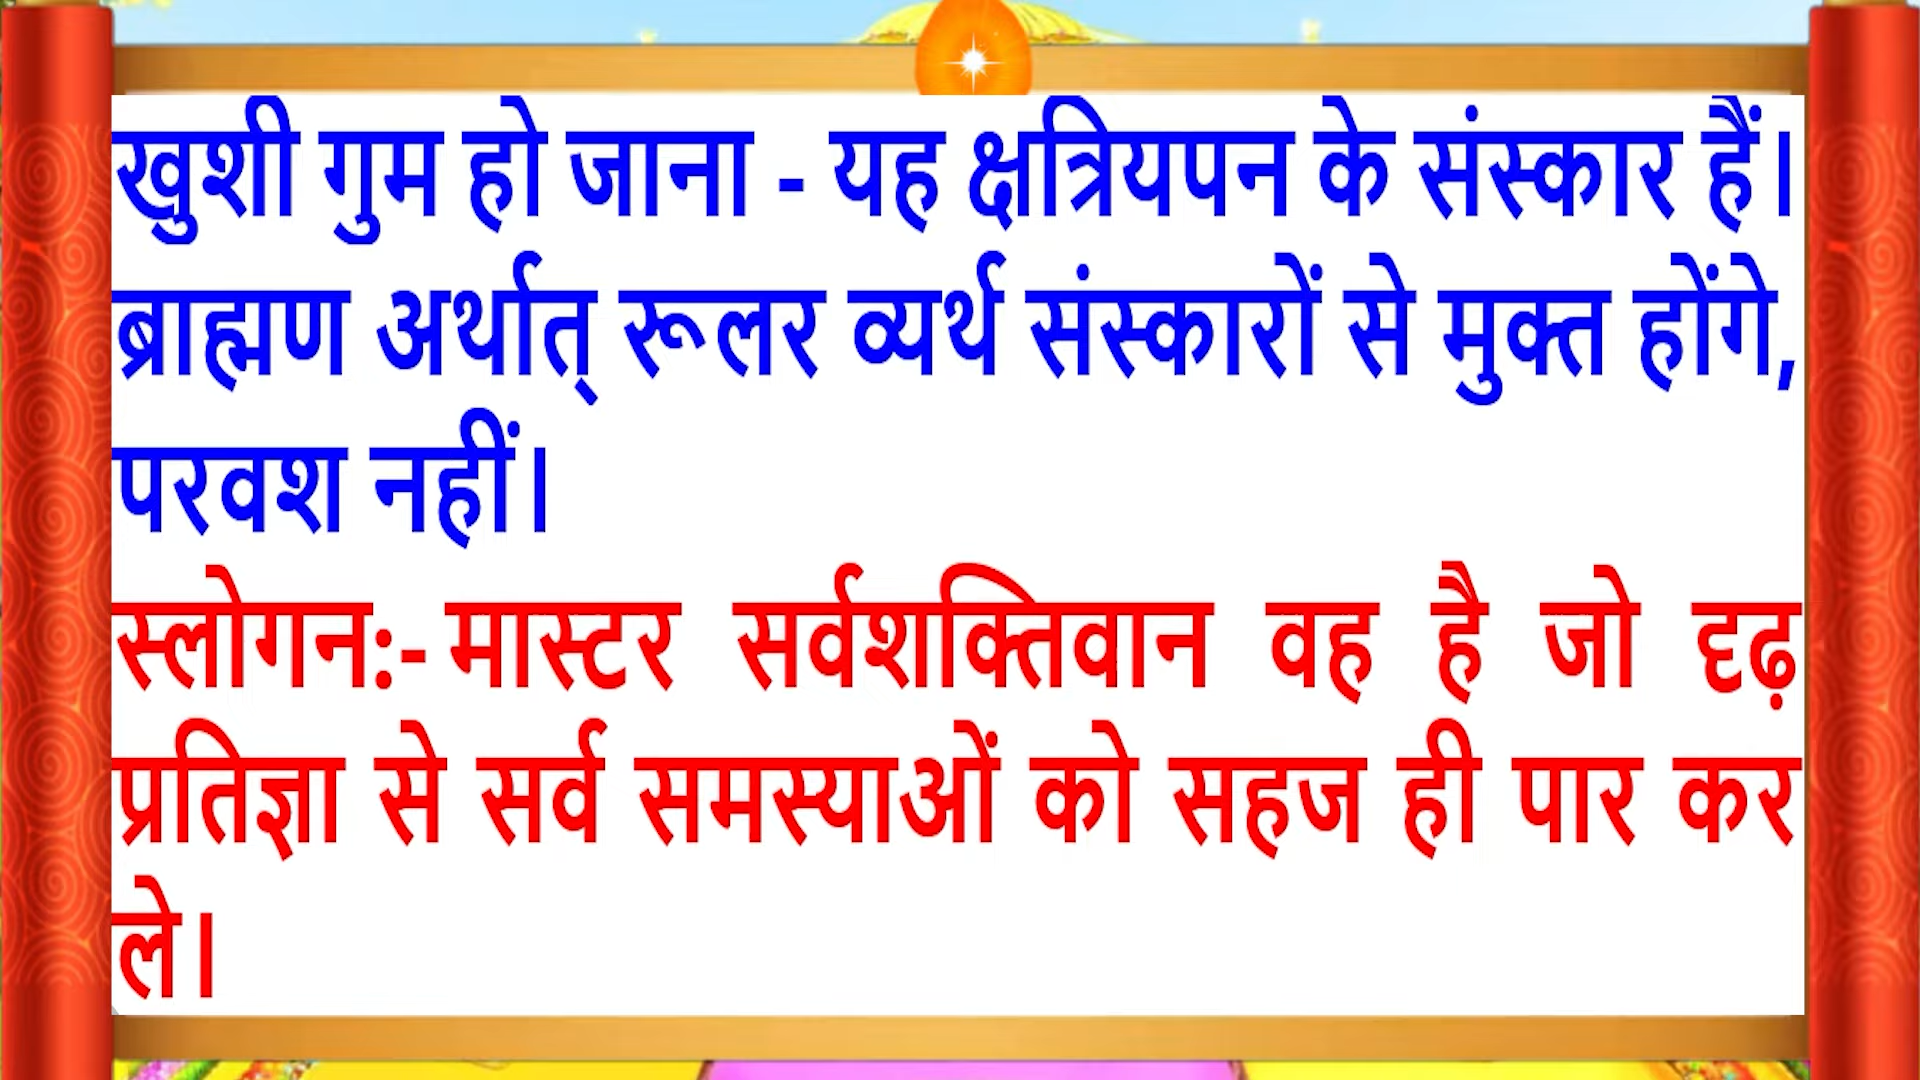 खुशी गुम हो जाना - यह क्षत्रियपन के संस्कार हैं।
ब्राह्मण अर्थात् रूलर व्यर्थ संस्कारों से मुक्त होंगे,
परवश नहीं।
स्लोगन:- मास्टर सर्वशक्तिवान वह है जो दृढ़
प्रतिज्ञा से सर्व समस्याओं को सहज ही पार कर
ले।